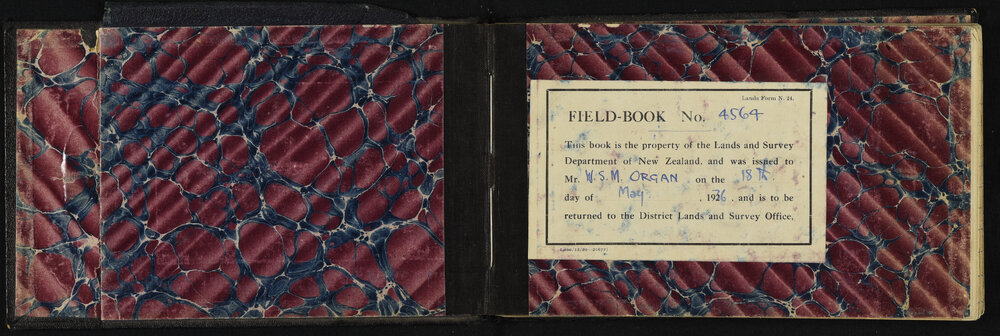 Lands Form N. 24.
FIELD-BOOK No. 4564
This book is the property of the Lands and Survey
Department of New Zealand, and was issued to
Mr. W.S.M. ORGAN on the 18th
day of May , 1936, and is to be
returned to the District Lands and Survey Office,